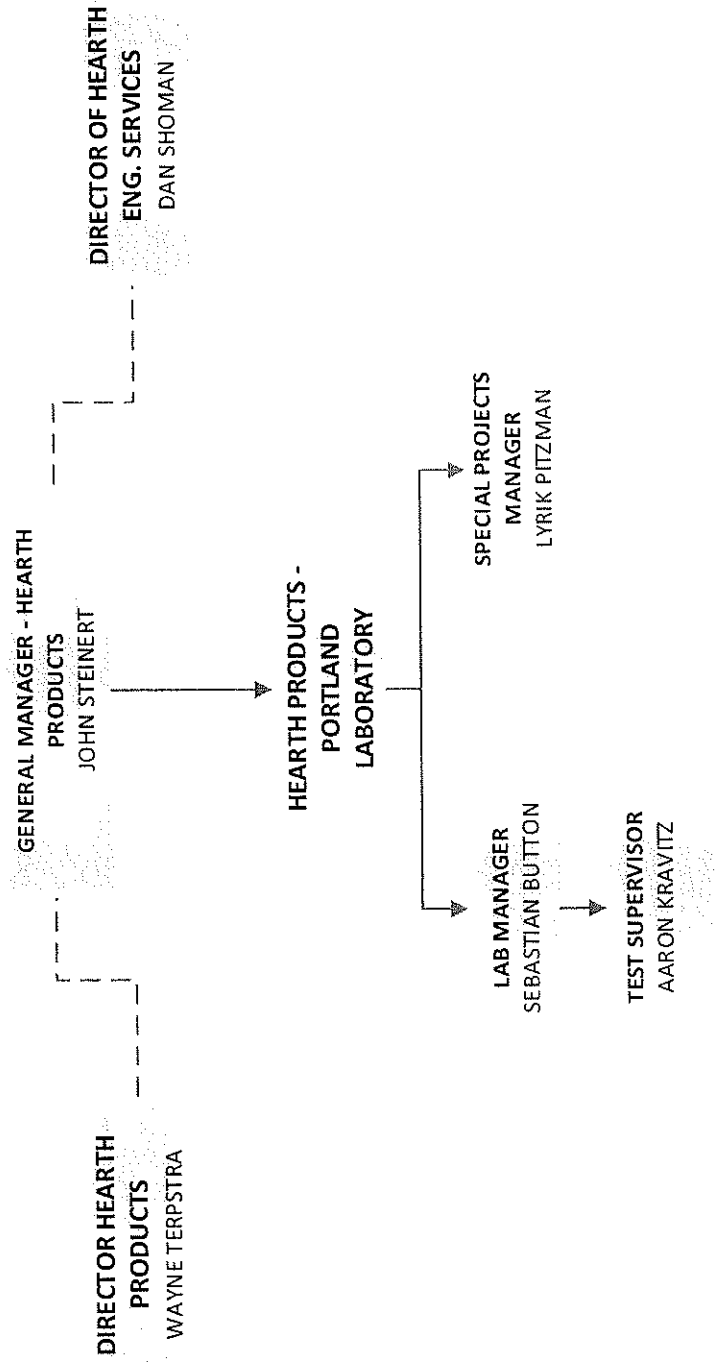 GENERAL MANAGER - HEARTH
PRODUCTS
JOHN STEINERT
DIRECTOR HEARTH
PRODUCTS
WAYNE TERPSTRA
DIRECTOR OF HEARTH
ENG. SERVICES
DAN SHOMAN
HEARTH PRODUCTS -
PORTLAND
LABORATORY
LAB MANAGER
SEBASTIAN BUTTON
SPECIAL PROJECTS
MANAGER
LYRIK PITZMAN
TEST SUPERVISOR
AARON KRAVITZ